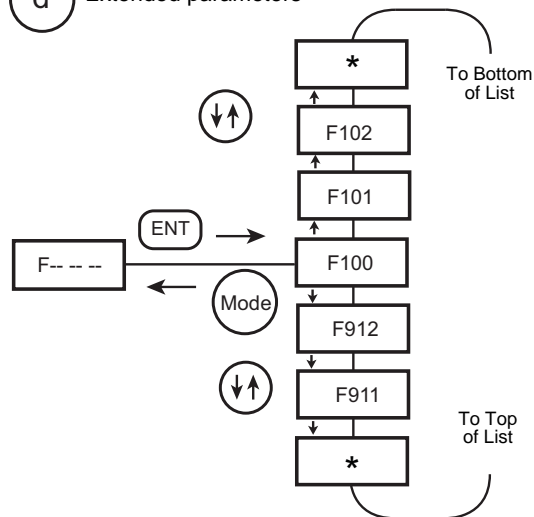 d Extended parameters
*
To Bottom
of List
F102
F101
ENT
F-- -- --
F100
Mode
F912
F911
To Top
of List
*